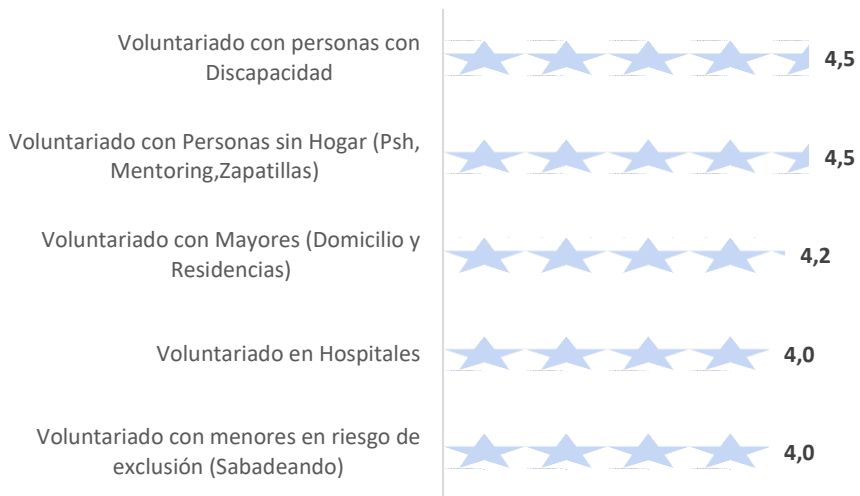 Voluntariado con personas con
Discapacidad
4,5
Voluntariado con Personas sin Hogar (Psh,
Mentoring,Zapatillas)
4,5
Voluntariado con Mayores (Domicilio y
Residencias)
4,2
Voluntariado en Hospitales
4,0
Voluntariado con menores en riesgo de
exclusión (Sabadeando)
4,0